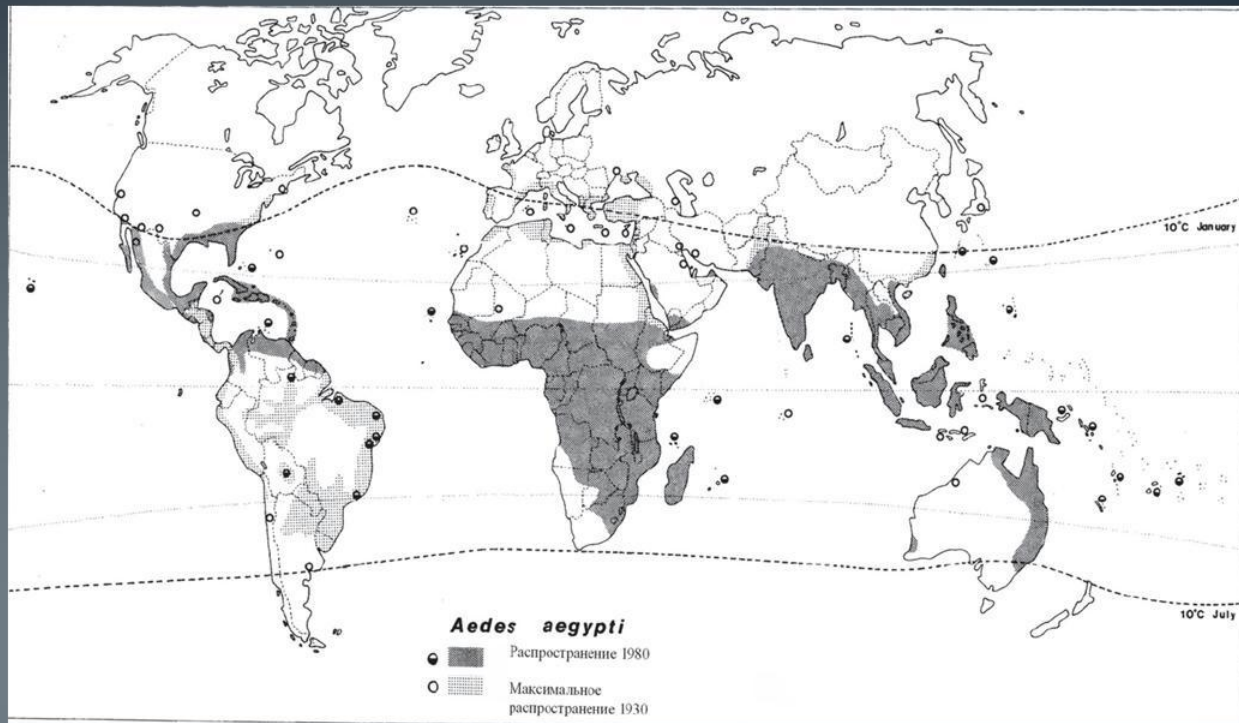 10°C January
10°C July
Aedes aegypti
Распространение 1980
Максимальное
распространение 1930